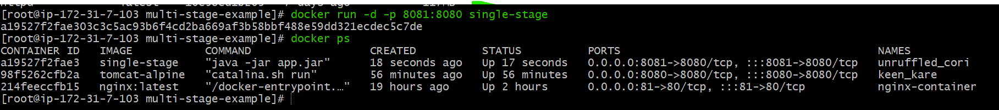 [root@ip-172-31-7-103 multi-stage-example]# docker run -d -p 8081:8080 single-stage
a19527f2fae303c3c5ac93b6f4cd2ba669af3b58bbf488e59dd321ecdec5c7de
[root@ip-172-31-7-103 multi-stage-example]# docker ps
CONTAINER ID   IMAGE           COMMAND                  CREATED          STATUS          PORTS                                       NAMES
a19527f2fae3   single-stage    "java -jar app.jar"      18 seconds ago   Up 17 seconds   0.0.0.0:8081->8080/tcp, :::8081->8080/tcp   unruffled_cori
98f5262cfb2a   tomcat-alpine   "catalina.sh run"        56 minutes ago   Up 56 minutes   0.0.0.0:8080->8080/tcp, :::8080->8080/tcp   keen_kare
214feeccfb15   nginx:latest    "/docker-entrypoint.…"   19 hours ago     Up 2 hours      0.0.0.0:81->80/tcp, :::81->80/tcp           nginx-container
[root@ip-172-31-7-103 multi-stage-example]#